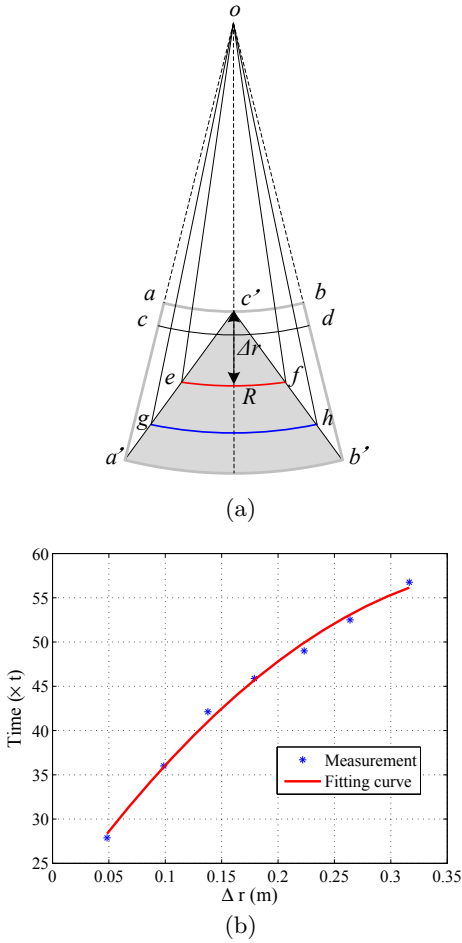 o
a
b
c'
c
d
Δr
e
f
R
g
h
a'
b'
(a)
60
55
50
45
40
35
30
25
Time (× t)
Measurement
Fitting curve
0
0.05
0.1
0.15
0.2
0.25
0.3
0.35
Δ r (m)
(b)